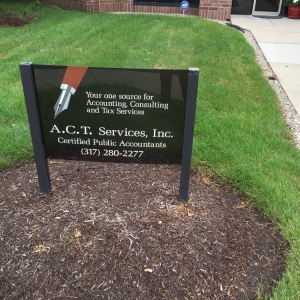 Your one source for
Accounting, Consulting
and Tax Services
A.C.T. Services, Inc.
Certified Public Accountants
(317) 280-2277